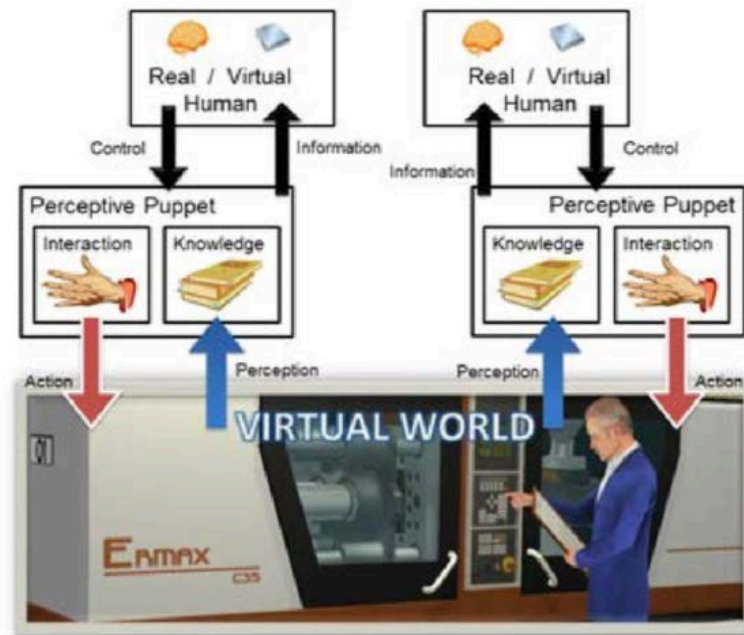 Real / Virtual
Human
Real / Virtual
Human
Control
Information
Information
Control
Perceptive Puppet
Perceptive Puppet
Interaction
Knowledge
Knowledge
Interaction
Action
Perception
Perception
Action
VIRTUAL WORLD
ERMAX
C35